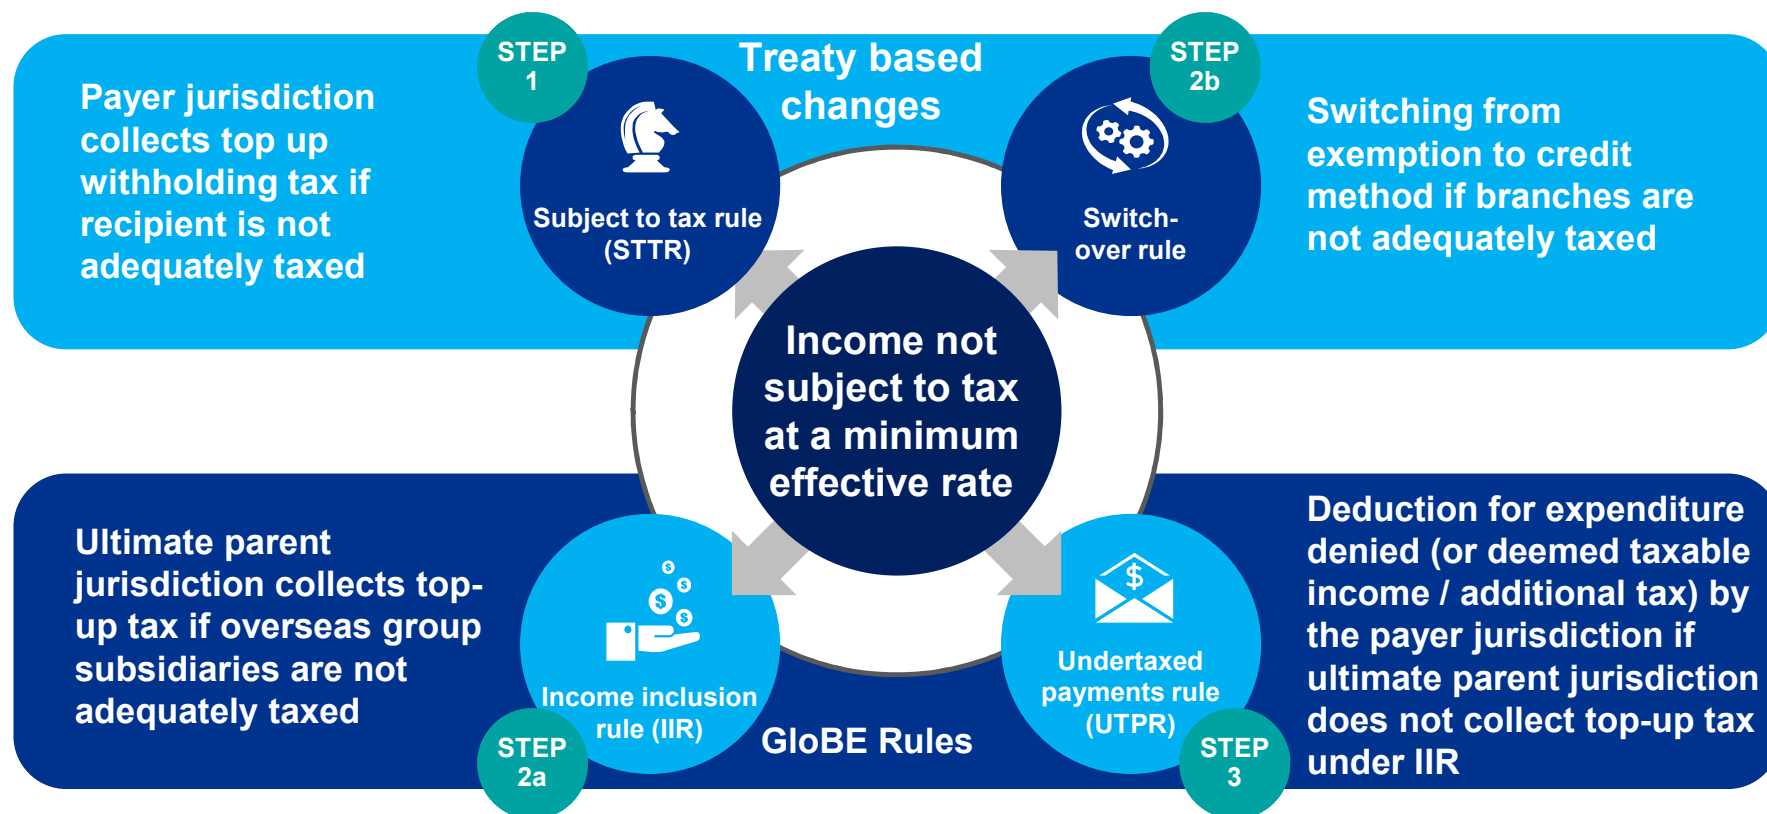 Treaty based
changes
STEP
1
Payer jurisdiction
collects top up
withholding tax if
recipient is not
adequately taxed
Subject to tax rule
(STTR)
STEP
2b
Switch-
over rule
Switching from
exemption to credit
method if branches are
not adequately taxed
Income not
subject to tax
at a minimum
effective rate
Ultimate parent
jurisdiction collects top-
up tax if overseas group
subsidiaries are not
adequately taxed
$
$
$
$
Income inclusion
rule (IIR)
STEP
2a
GloBE Rules
$
Undertaxed
payments rule
(UTPR)
STEP
3
Deduction for expenditure
denied (or deemed taxable
income / additional tax) by
the payer jurisdiction if
ultimate parent jurisdiction
does not collect top-up tax
under IIR